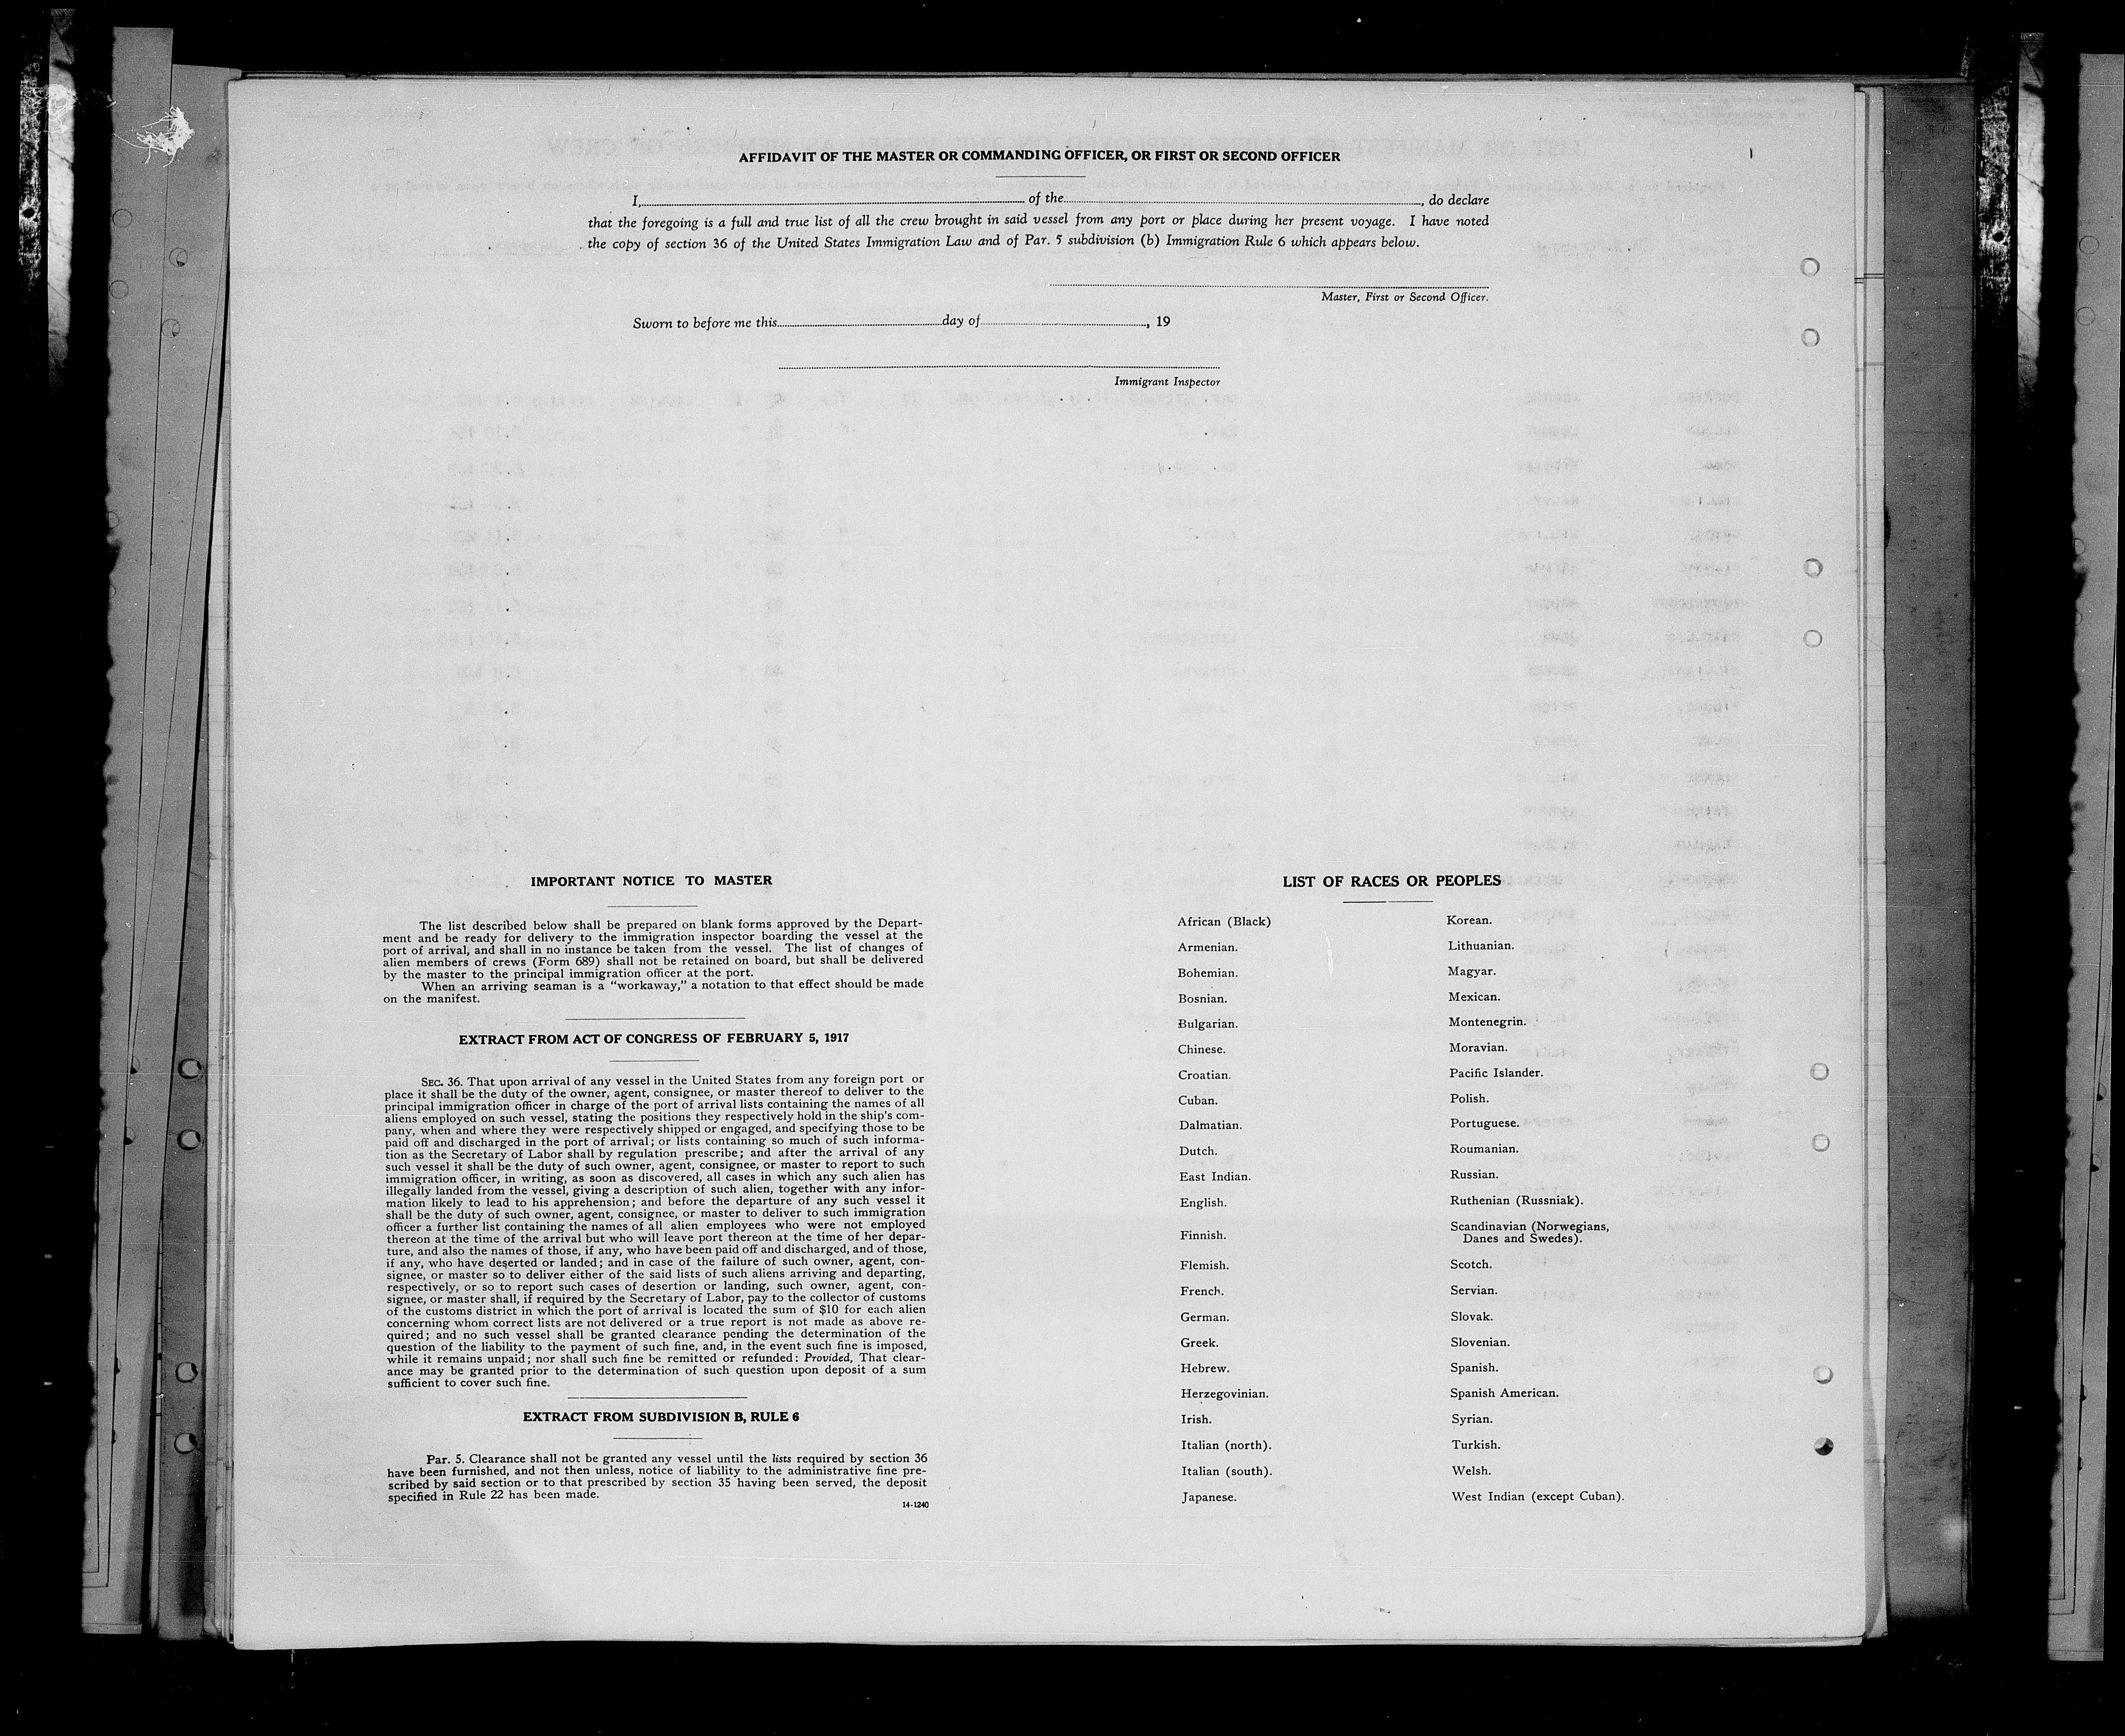 AFFIDAVIT OF THE MASTER OR COMMANDING OFFICER, OR FIRST OR SECOND OFFICER
I, of the , do declare
that the foregoing is a full and true list of all the crew brought in said vessel from any port or place during her present voyage. I have noted
the copy of section 36 of the United States Immigration Law and of Par. 5 subdivision (b) Immigration Rule 6 which appears below.
Master, First or Second Officer.
Sworn to before me this day of , 19
Immigrant Inspector
IMPORTANT NOTICE TO MASTER
The list described below shall be prepared on blank forms approved by the Depart-
ment and be ready for delivery to the immigration inspector boarding the vessel at the
port of arrival, and shall in no instance be taken from the vessel. The list of changes of
alien members of crews (Form 689) shall not be retained on board, but shall be delivered
by the master to the principal immigration officer at the port.
When an arriving seaman is a “workaway,” a notation to that effect should be made
on the manifest.
EXTRACT FROM ACT OF CONGRESS OF FEBRUARY 5, 1917
SEC. 36. That upon arrival of any vessel in the United States from any foreign port or
place it shall be the duty of the owner, agent, consignee, or master thereof to deliver to the
principal immigration officer in charge of the port of arrival lists containing the names of all
aliens employed on such vessel, stating the positions they respectively hold in the ship's com-
pany, when and where they were respectively shipped or engaged, and specifying those to be
paid off and discharged in the port of arrival; or lists containing so much of such informa-
tion as the Secretary of Labor shall by regulation prescribe; and after the arrival of any
such vessel it shall be the duty of such owner, agent, consignee, or master to report to such
immigration officer, in writing, as soon as discovered, all cases in which any such alien has
illegally landed from the vessel, giving a description of such alien, together with any infor-
mation likely to lead to his apprehension; and before the departure of any such vessel it
shall be the duty of such owner, agent, consignee, or master to deliver to such immigration
officer a further list containing the names of all alien employees who were not employed
thereon at the time of the arrival but who will leave port thereon at the time of her depar-
ture, and also the names of those, if any, who have been paid off and discharged, and of those,
if any, who have deserted or landed; and in case of the failure of such owner, agent, con-
signee, or master so to deliver either of the said lists of such aliens arriving and departing,
respectively, or so to report such cases of desertion or landing, such owner, agent, con-
signee, or master shall, if required by the Secretary of Labor, pay to the collector of customs
of the customs district in which the port of arrival is located the sum of $10 for each alien
concerning whom correct lists are not delivered or a true report is not made as above re-
quired; and no such vessel shall be granted clearance pending the determination of the
question of the liability to the payment of such fine, and, in the event such fine is imposed,
while it remains unpaid; nor shall such fine be remitted or refunded: Provided, That clear-
ance may be granted prior to the determination of such question upon deposit of a sum
sufficient to cover such fine.
EXTRACT FROM SUBDIVISION B, RULE 6
Par. 5. Clearance shall not be granted any vessel until the lists required by section 36
have been furnished, and not then unless, notice of liability to the administrative fine pre-
scribed by said section or to that prescribed by section 35 having been served, the deposit
specified in Rule 22 has been made.
14-1240
LIST OF RACES OR PEOPLES
African (Black)
Armenian.
Bohemian.
Bosnian.
Bulgarian.
Chinese.
Croatian.
Cuban.
Dalmatian.
Dutch.
East Indian.
English.
Finnish.
Flemish.
French.
German.
Greek.
Hebrew.
Herzegovinian.
Irish.
Italian (north).
Italian (south).
Japanese.
Korean.
Lithuanian.
Magyar.
Mexican.
Montenegrin.
Moravian.
Pacific Islander.
Polish.
Portuguese.
Roumanian.
Russian.
Ruthenian (Russniak).
Scandinavian (Norwegians,
Danes and Swedes).
Scotch.
Servian.
Slovak.
Slovenian.
Spanish.
Spanish American.
Syrian.
Turkish.
Welsh.
West Indian (except Cuban).